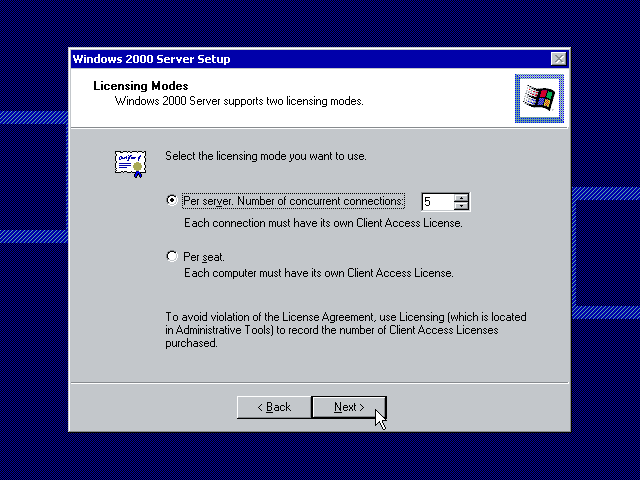 Windows 2000 Server Setup
Licensing Modes
Windows 2000 Server supports two licensing modes.
Select the licensing mode you want to use.
Per server. Number of concurrent connections: 5
Each connection must have its own Client Access License.
Per seat.
Each computer must have its own Client Access License.
To avoid violation of the License Agreement, use Licensing (which is located
in Administrative Tools) to record the number of Client Access Licenses
purchased.
< Back Next >